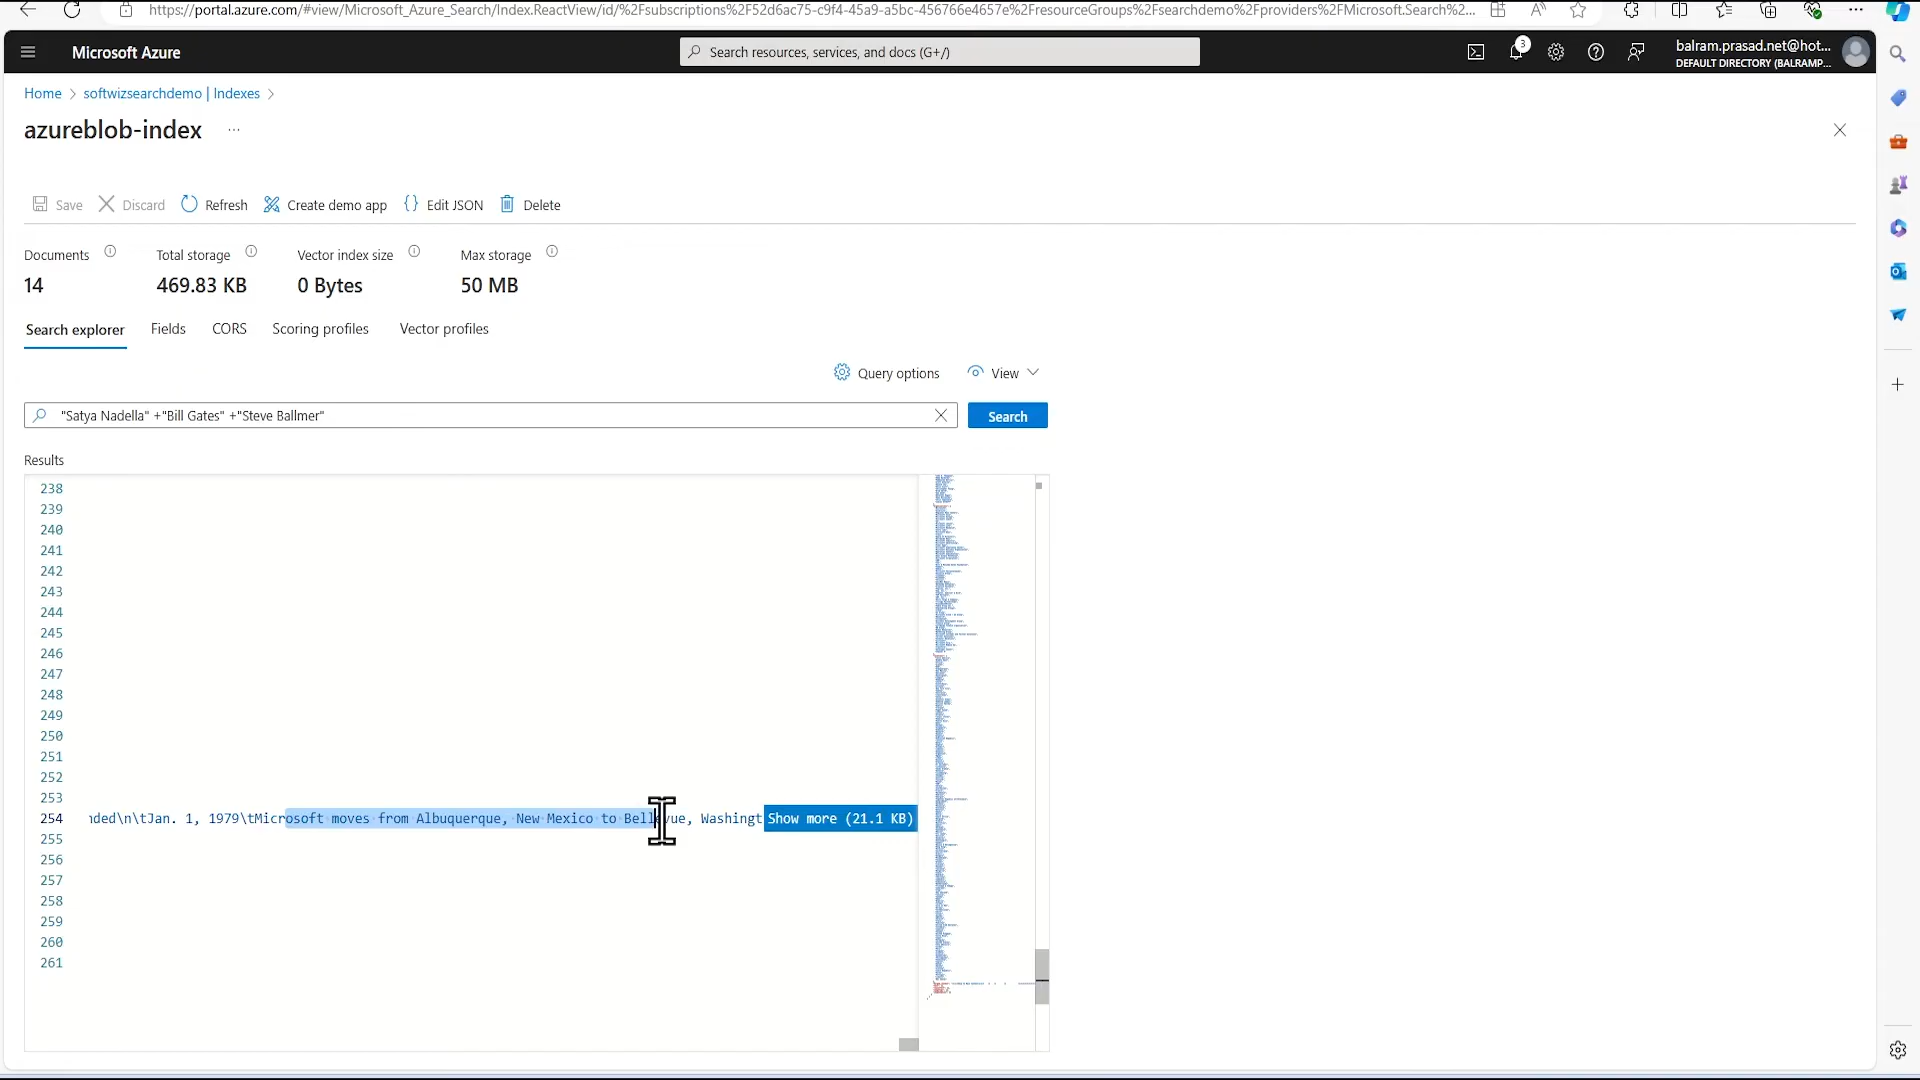 https://portal.azure.com/#view/Microsoft_Azure_Search/Index.ReactView/id/%2Fsubscriptions%2F52d6ac75-c9f4-45a9-a5bc-456766e4657e%2FresourceGroups%2Fsearchdemo%2Fproviders%2FMicrosoft.Search%2...
Microsoft Azure
Search resources, services, and docs (G+/)
3
balram.prasad.net@hot...
DEFAULT DIRECTORY (BALRAMP...
Home > softwizsearchdemo | Indexes >
azureblob-index ...
Save Discard Refresh Create demo app Edit JSON Delete
Documents Total storage Vector index size Max storage
14 469.83 KB 0 Bytes 50 MB
Search explorer Fields CORS Scoring profiles Vector profiles
Query options View
"Satya Nadella" +"Bill Gates" +"Steve Ballmer" Search
Results
238
239
240
241
242
243
244
245
246
247
248
249
250
251
252
253
254 nded\n\tJan. 1, 1979\tMicrosoft moves from Albuquerque, New Mexico to Bellevue, Washingt Show more (21.1 KB)
255
256
257
258
259
260
261